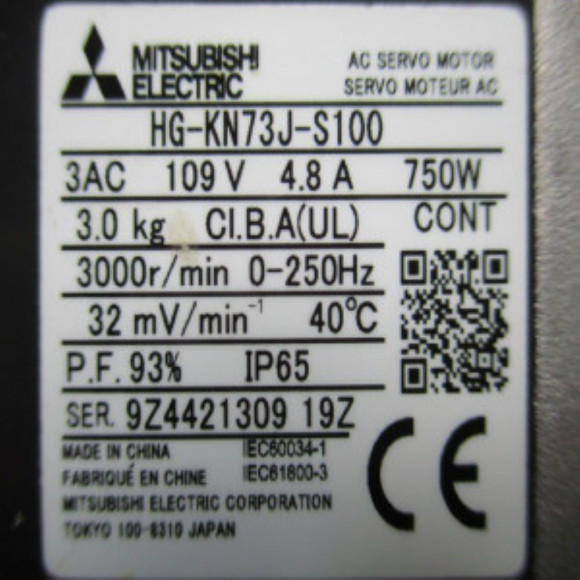 MITSUBISHI
ELECTRIC
AC SERVO MOTOR
SERVO MOTEUR AC
HG-KN73J-S100
3AC 109 V 4.8 A 750W
3.0 kg Cl.B.A(UL) CONT
3000r/min 0-250Hz
32 mV/min⁻¹ 40℃
P.F. 93% IP65
SER. 9Z4421309 19Z
MADE IN CHINA IEC60034-1
FABRIQUÉ EN CHINE IEC61800-3
MITSUBISHI ELECTRIC CORPORATION
TOKYO 100-8310 JAPAN
CE